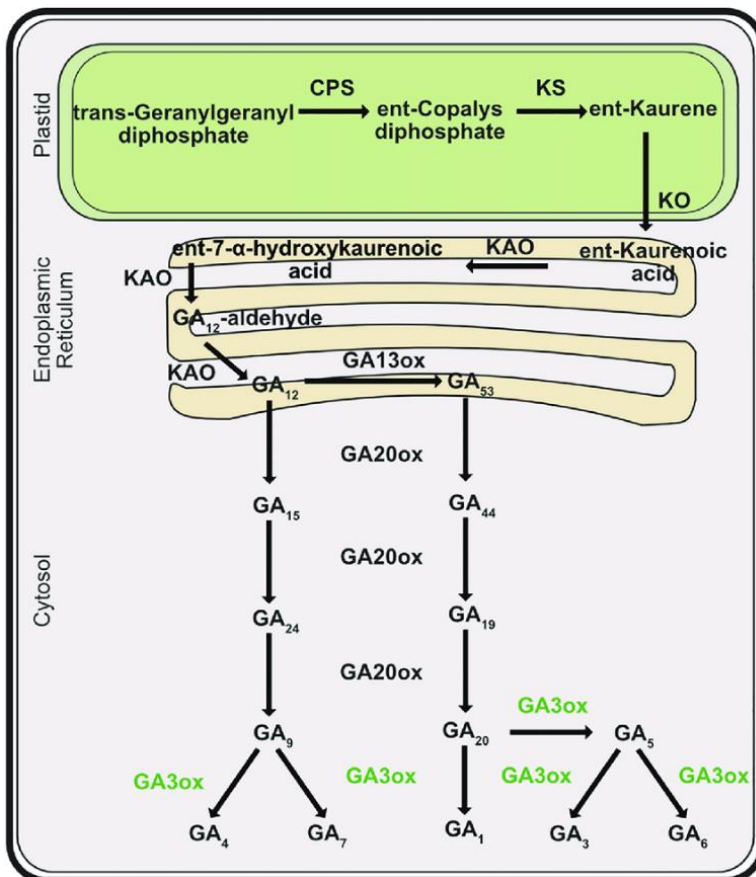 Plastid
CPS KS
trans-Geranylgeranyl diphosphate
ent-Copalys diphosphate
ent-Kaurene
KO
Endoplasmic Reticulum
ent-7-α-hydroxykaurenoic acid
KAO
ent-Kaurenoic acid
KAO
GA₁₂-aldehyde
KAO
GA13ox
GA₁₂ GA₅₃
Cytosol
GA20ox
GA₁₅ GA₄₄
GA20ox
GA₂₄ GA₁₉
GA20ox
GA3ox
GA₉ GA₂₀ GA₅
GA3ox GA3ox GA3ox GA3ox
GA₄ GA₇ GA₁ GA₃ GA₆